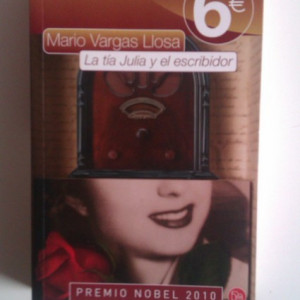 6€
Mario Vargas Llosa
La tía Julia y el escribidor
PREMIO NOBEL 2010